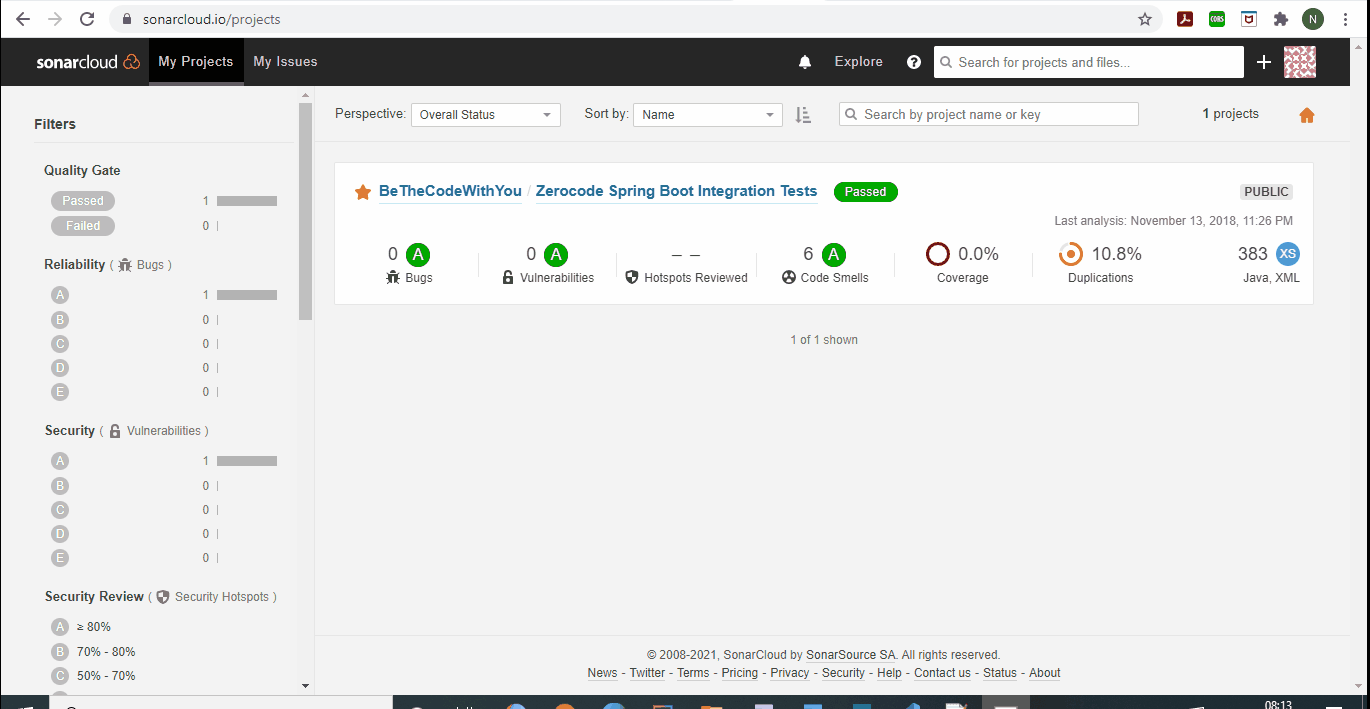 sonarcloud.io/projects
CORS
N
sonarcloud My Projects My Issues Explore ? Search for projects and files... +
Filters
Perspective: Overall Status Sort by: Name Search by project name or key 1 projects
Quality Gate
Passed 1
Failed 0
Reliability ( Bugs )
A 1
B 0
C 0
D 0
E 0
Security ( Vulnerabilities )
A 1
B 0
C 0
D 0
E 0
Security Review ( Security Hotspots )
A ≥ 80%
B 70% - 80%
C 50% - 70%
BeTheCodeWithYou / Zerocode Spring Boot Integration Tests Passed PUBLIC
Last analysis: November 13, 2018, 11:26 PM
0 A 0 A – – 6 A 0.0% 10.8% 383 XS
Bugs Vulnerabilities Hotspots Reviewed Code Smells Coverage Duplications Java, XML
1 of 1 shown
© 2008-2021, SonarCloud by SonarSource SA. All rights reserved.
News - Twitter - Terms - Pricing - Privacy - Security - Help - Contact us - Status - About
08:13